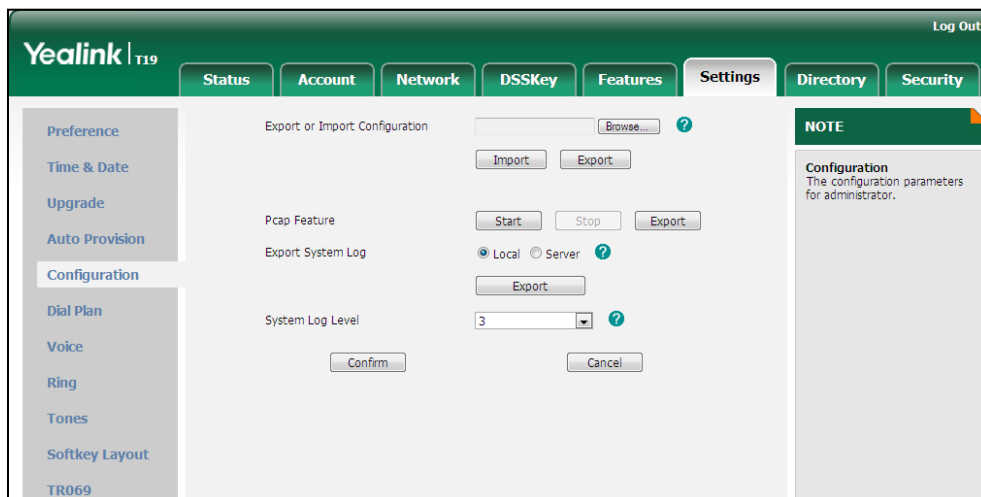 Log Out
Yealink T19
Status Account Network DSSKey Features Settings Directory Security
Preference
Time & Date
Upgrade
Auto Provision
Configuration
Dial Plan
Voice
Ring
Tones
Softkey Layout
TR069
Export or Import Configuration Browse... ?
Import Export
Pcap Feature Start Stop Export
Export System Log Local Server ?
Export
System Log Level 3 ?
Confirm Cancel
NOTE
Configuration
The configuration parameters
for administrator.